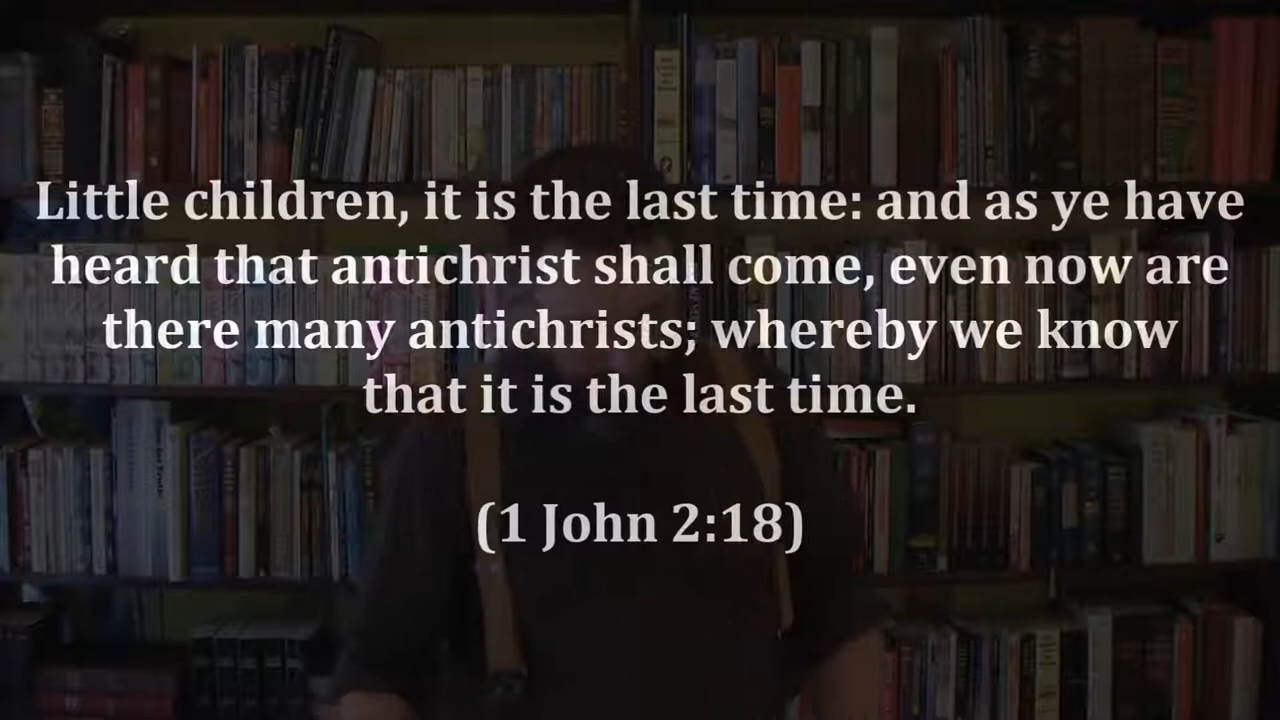 Little children, it is the last time: and as ye have
heard that antichrist shall come, even now are
there many antichrists; whereby we know
that it is the last time.
(1 John 2:18)